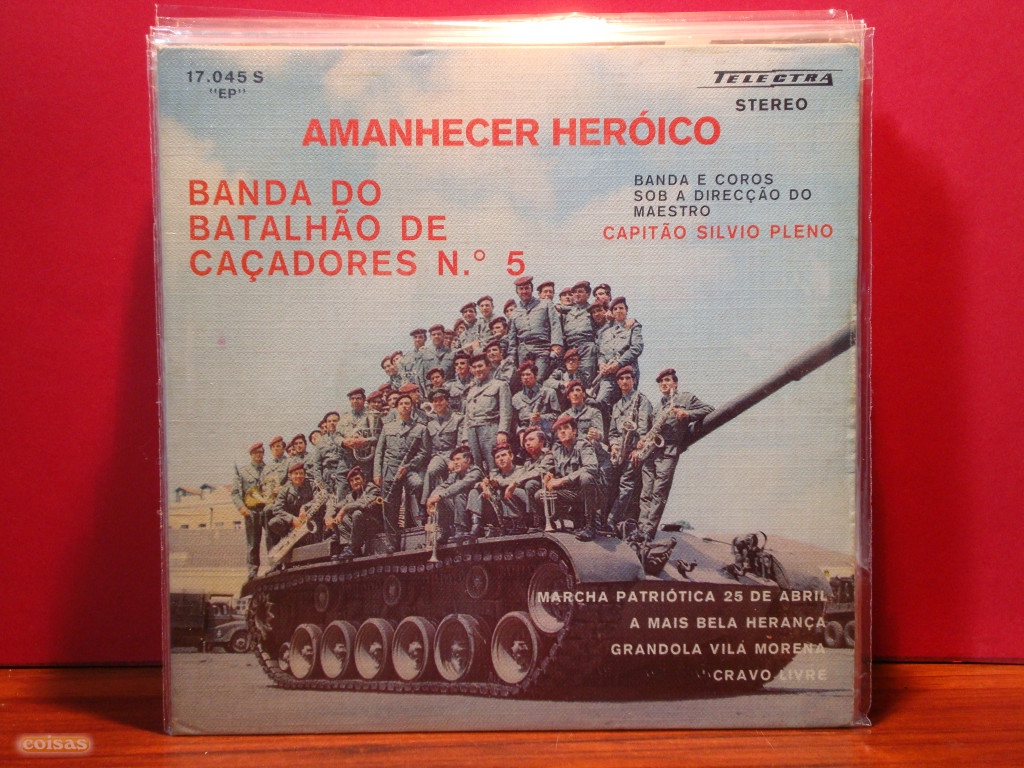 17.045 S
"EP"
TELECTRA
STEREO
AMANHECER HERÓICO
BANDA DO
BATALHÃO DE
CAÇADORES N.º 5
BANDA E COROS
SOB A DIRECÇÃO DO
MAESTRO
CAPITÃO SILVIO PLENO
MARCHA PATRIÓTICA 25 DE ABRIL
A MAIS BELA HERANÇA
GRANDOLA VILA MORENA
CRAVO LIVRE
coisas